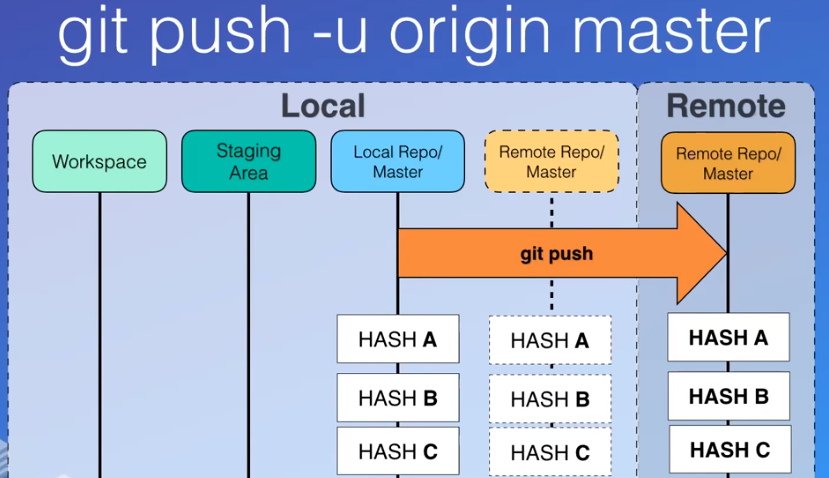 git push -u origin master
Local
Remote
Workspace
Staging
Area
Local Repo/
Master
Remote Repo/
Master
Remote Repo/
Master
git push
HASH A
HASH A
HASH A
HASH B
HASH B
HASH B
HASH C
HASH C
HASH C